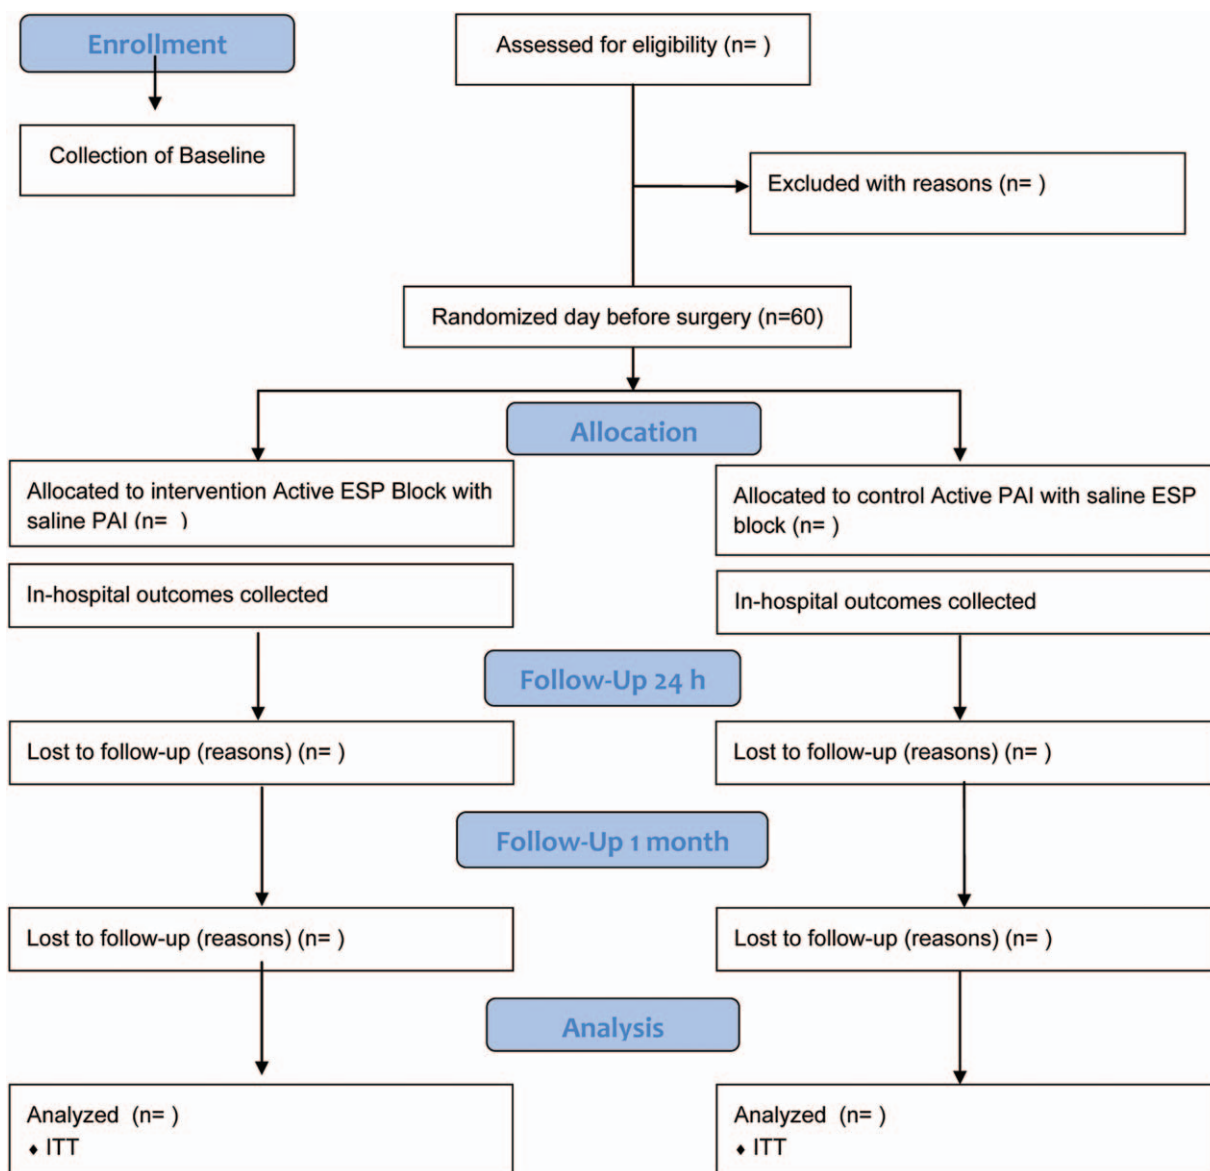 Enrollment
Assessed for eligibility (n= )
Collection of Baseline
Excluded with reasons (n= )
Randomized day before surgery (n=60)
Allocation
Allocated to intervention Active ESP Block with
saline PAI (n= )
Allocated to control Active PAI with saline ESP
block (n= )
In-hospital outcomes collected
In-hospital outcomes collected
Follow-Up 24 h
Lost to follow-up (reasons) (n= )
Lost to follow-up (reasons) (n= )
Follow-Up 1 month
Lost to follow-up (reasons) (n= )
Lost to follow-up (reasons) (n= )
Analysis
Analyzed (n= )
♦ ITT
Analyzed (n= )
♦ ITT